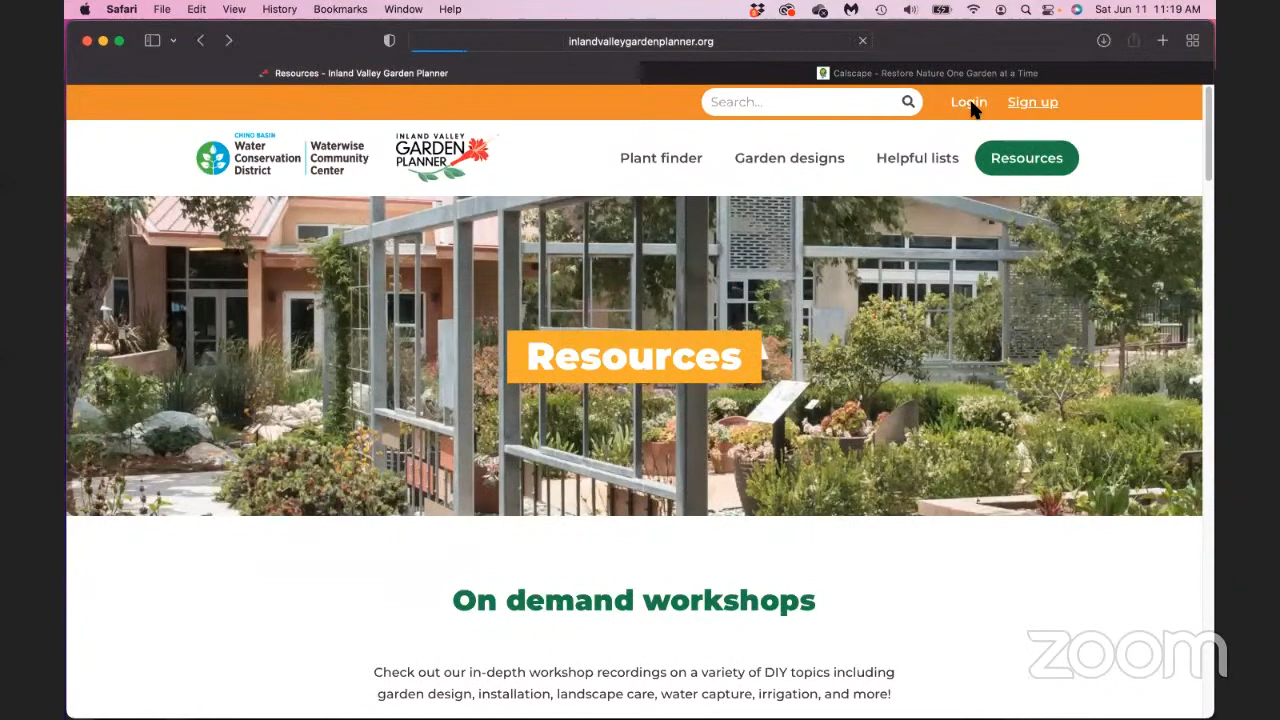 Safari File Edit View History Bookmarks Window Help Sat Jun 11 11:19 AM
inlandvalleygardenplanner.org
Resources - Inland Valley Garden Planner
Calscape - Restore Nature One Garden at a Time
Search...
Login Sign up
CHINO BASIN
Water
Conservation
District
Waterwise
Community
Center
INLAND VALLEY
GARDEN
PLANNER
Plant finder Garden designs Helpful lists Resources
Resources
On demand workshops
Check out our in-depth workshop recordings on a variety of DIY topics including
garden design, installation, landscape care, water capture, irrigation, and more!
zoom